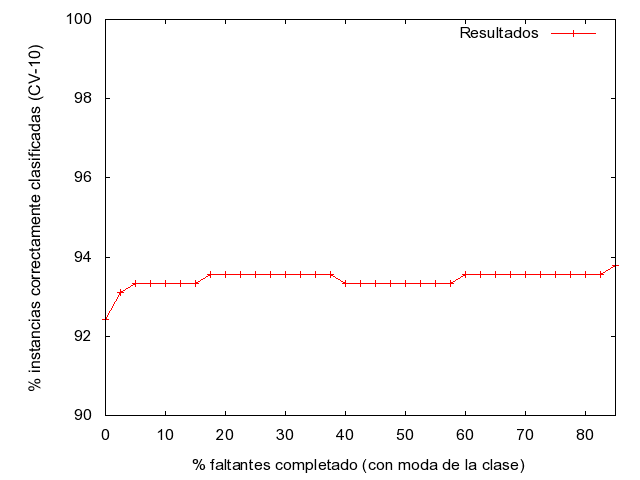 100
98
96
94
92
90
% instancias correctamente clasificadas (CV-10)
Resultados
0 10 20 30 40 50 60 70 80
% faltantes completado (con moda de la clase)